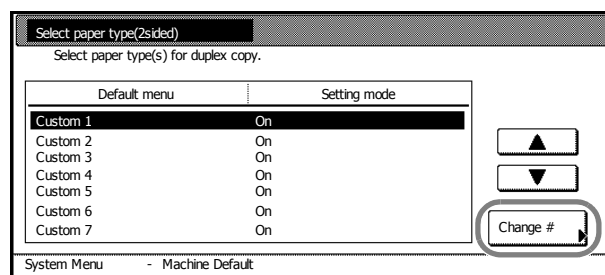 Select paper type(2sided)
Select paper type(s) for duplex copy.
Default menu Setting mode
Custom 1 On
Custom 2 On
Custom 3 On
Custom 4 On
Custom 5 On
Custom 6 On
Custom 7 On
Change #
System Menu - Machine Default